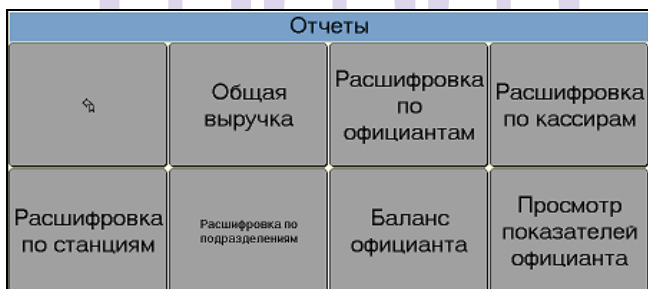 Отчеты
Общая
выручка
Расшифровка
по
официантам
Расшифровка
по кассирам
Расшифровка
по станциям
Расшифровка по
подразделениям
Баланс
официанта
Просмотр
показателей
официанта